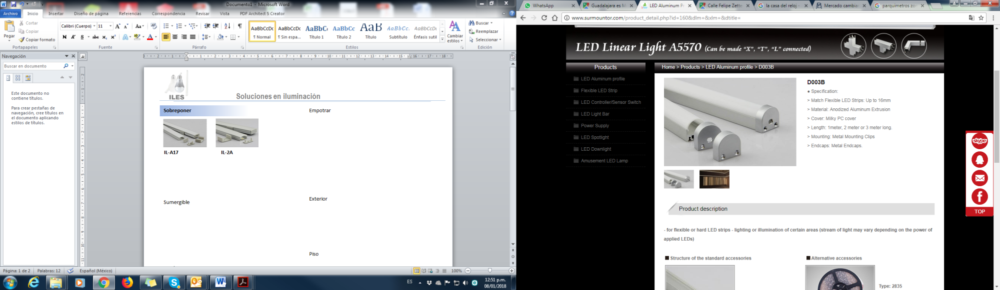 Documento1 - Microsoft Word
Archivo Inicio Insertar Diseño de página Referencias Correspondencia Revisar Vista PDF Architect 5 Creator
Pegar
Cortar
Copiar
Copiar formato
Portapapeles
Calibri (Cuerpo) 11
Fuente
Párrafo
AaBbCcDc AaBbCcDc AaBbC AaBbCc AaB AaBbCc. AaBbCcDc
¶ Normal ¶ Sin espa... Título 1 Título 2 Título Subtítulo Énfasis sutil
Cambiar estilos
Estilos
Buscar
Reemplazar
Seleccionar
Edición
Navegación
Buscar en documento
Este documento no
contiene títulos.
Para crear pestañas de
navegación, cree títulos en
el documento aplicando
estilos de títulos.
ILES
Soluciones en iluminación
Sobreponer
Empotrar
IL-A17
IL-2A
Sumergible
Exterior
Piso
Página: 1 de 2 Palabras: 12 Español (México) 100%
ES 12:51 p.m.
08/01/2018
WhatsApp
Guadalajara es M
LED Aluminum P
Calle Felipe Zette
la casa del reloj -
Mercado cambia
parquimetros zo
www.surmountor.com/product_detail.php?id=160&dlm=&xlm=&dtitle=
LED Linear Light A5570 (Can be made “X”, “T”, “L” connected)
Products
LED Aluminum profile
Flexible LED Strip
LED Controller/Sensor Switch
LED Light Bar
Power Supply
LED Spotlight
LED Downlight
Amusement LED Lamp
Home > Products > LED Aluminum profile > D003B
D003B
● Specification:
> Match Flexible LED Strips: Up to 16mm
> Material: Anodized Aluminum Extrusion
> Cover: Milky PC cover
> Length: 1meter, 2 meter or 3 meter long.
> Mounting: Metal Mounting Clips
> Endcaps: Metal Endcaps.
skype
TOP
Product description
- for flexible or hard LED strips - lighting or illumination of certain areas (stream of light may vary depending on the power of
applied LEDs)
■ Structure of the standard accessories
■ Alternative accessories
Type: 2835